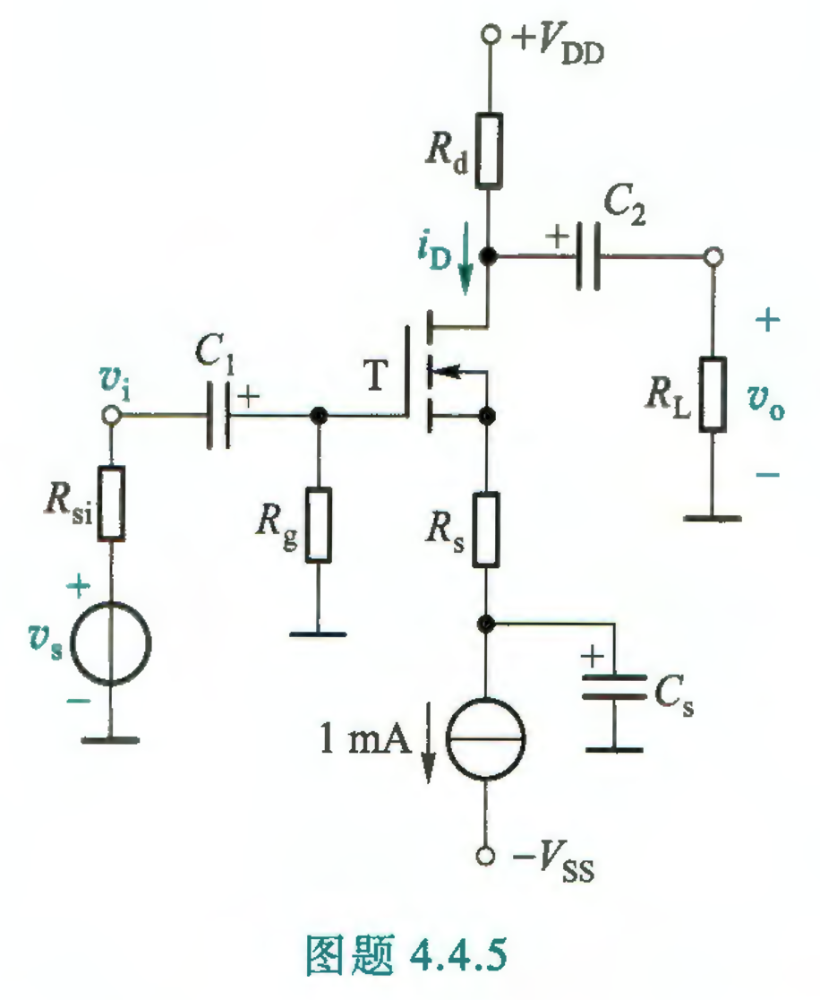 +V_DD
R_d
C_2
i_D
+
C_1
T
+
v_i
+
R_L
v_o
R_si
R_g
R_s
−
+
v_s
+
−
C_s
1 mA
−V_SS
图题 4.4.5